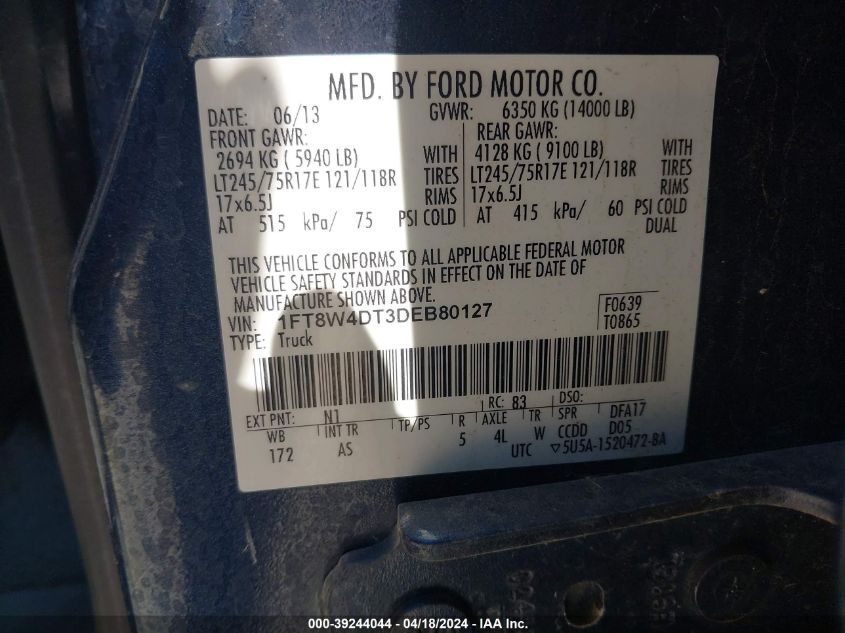 MFD. BY FORD MOTOR CO.
DATE: 06/13 GVWR: 6350 KG (14000 LB)
FRONT GAWR: REAR GAWR:
2694 KG ( 5940 LB) WITH 4128 KG ( 9100 LB) WITH
LT245/75R17E 121/118R TIRES LT245/75R17E 121/118R TIRES
17x6.5J RIMS 17x6.5J RIMS
AT 515 kPa/ 75 PSI COLD AT 415 kPa/ 60 PSI COLD
DUAL
THIS VEHICLE CONFORMS TO ALL APPLICABLE FEDERAL MOTOR
VEHICLE SAFETY STANDARDS IN EFFECT ON THE DATE OF
MANUFACTURE SHOWN ABOVE.
VIN: 1FT8W4DT3DEB80127 F0639
TYPE: Truck T0865
EXT PNT: N1 RC: 83 DSO:
WB INT TR TP/PS R AXLE TR SPR DFA17
172 AS 5 4L W CCDD D05
UTC ▽5U5A-1520472-BA
000-39244044 - 04/18/2024 - IAA Inc.